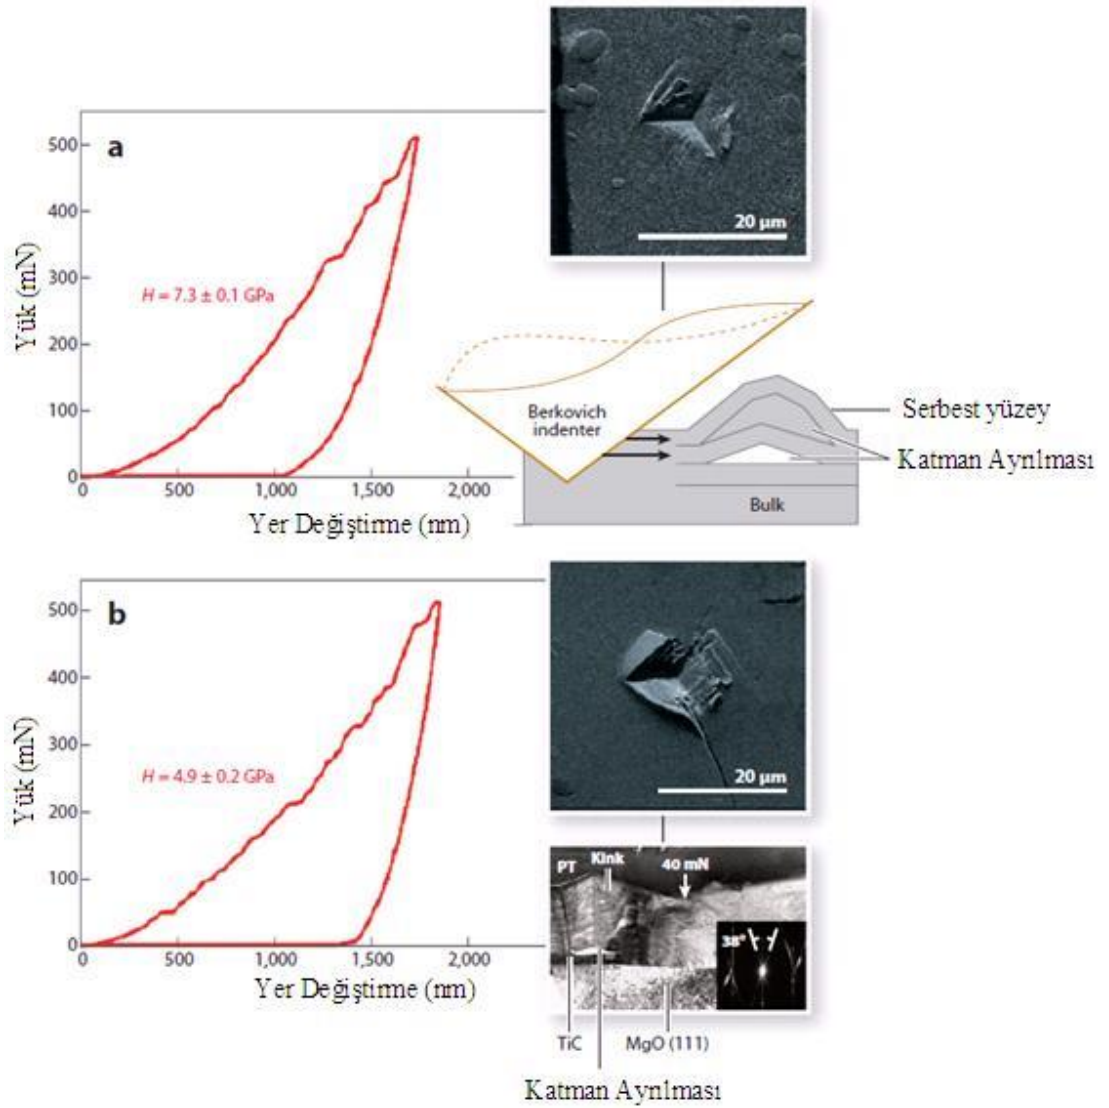 a
500
400
300
200
100
0
Yük (mN)
H = 7.3 ± 0.1 GPa
0
500
1,000
1,500
2,000
Yer Değiştirme (nm)
20 µm
Berkovich
indenter
Serbest yüzey
Katman Ayrılması
Bulk
b
500
400
300
200
100
0
Yük (mN)
H = 4.9 ± 0.2 GPa
0
500
1,000
1,500
2,000
Yer Değiştirme (nm)
20 µm
PT
Kink
40 mN
38°
TiC
MgO (111)
Katman Ayrılması